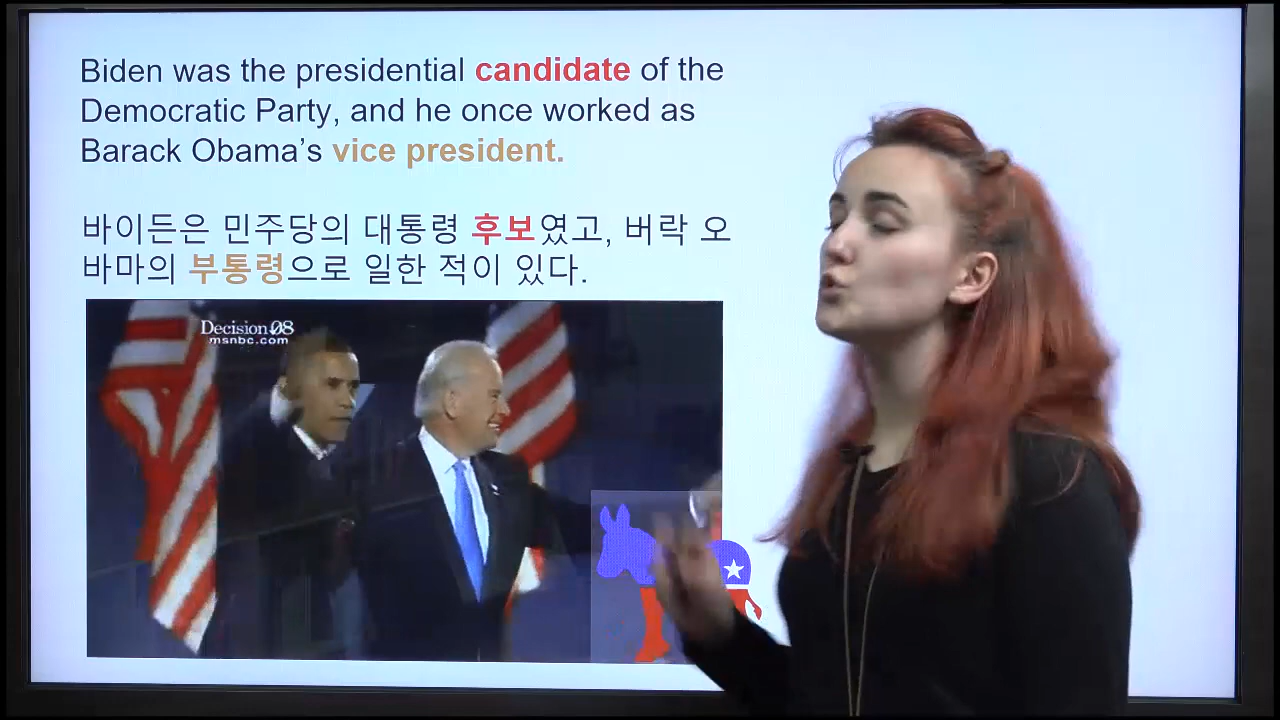 Biden was the presidential candidate of the
Democratic Party, and he once worked as
Barack Obama’s vice president.
바이든은 민주당의 대통령 후보였고, 버락 오
바마의 부통령으로 일한 적이 있다.
Decision 08
msnbc.com